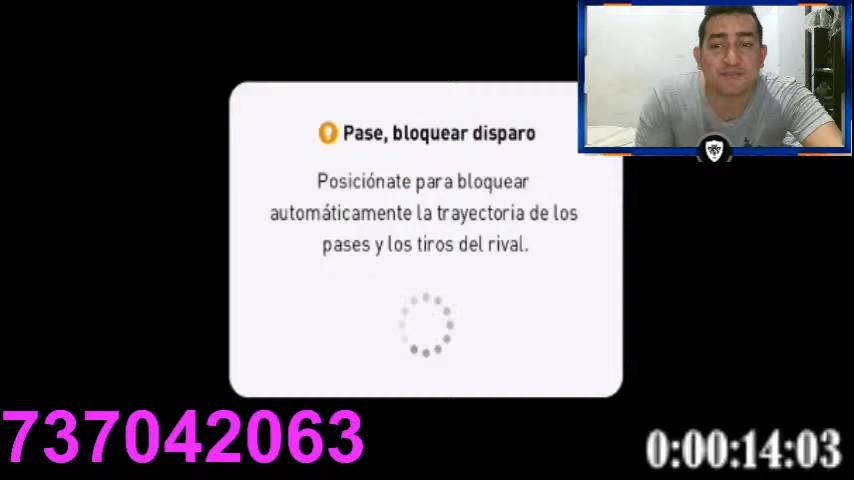 Pase, bloquear disparo
Posiciónate para bloquear
automáticamente la trayectoria de los
pases y los tiros del rival.
737042063
0:00:14:03